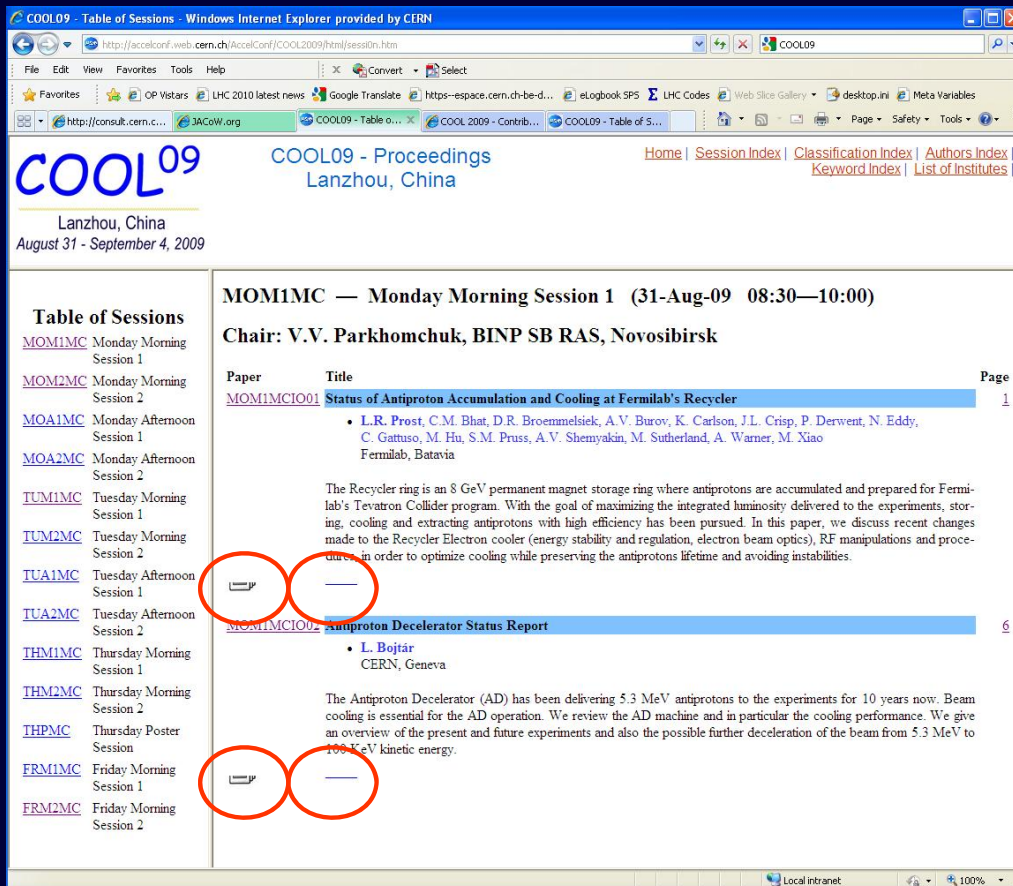 COOL09 - Table of Sessions - Windows Internet Explorer provided by CERN
http://accelconf.web.cern.ch/AccelConf/COOL2009/html/sessi0n.htm
COOL09
File Edit View Favorites Tools Help
X Convert Select
Favorites OP Vistars LHC 2010 latest news Google Translate https--espace.cern.ch-be-d... eLogbook SPS LHC Codes Web Slice Gallery desktop.ini Meta Variables
http://consult.cern.c... JACoW.org COOL09 - Table o... X COOL 2009 - Contrib... COOL09 - Table of S... Page Safety Tools
COOL09
Lanzhou, China
August 31 - September 4, 2009
COOL09 - Proceedings
Lanzhou, China
Home | Session Index | Classification Index | Authors Index |
Keyword Index | List of Institutes |
Table of Sessions
MOM1MC Monday Morning
Session 1
MOM2MC Monday Morning
Session 2
MOA1MC Monday Afternoon
Session 1
MOA2MC Monday Afternoon
Session 2
TUM1MC Tuesday Morning
Session 1
TUM2MC Tuesday Morning
Session 2
TUA1MC Tuesday Afternoon
Session 1
TUA2MC Tuesday Afternoon
Session 2
THM1MC Thursday Morning
Session 1
THM2MC Thursday Morning
Session 2
THPMC Thursday Poster
Session
FRM1MC Friday Morning
Session 1
FRM2MC Friday Morning
Session 2
MOM1MC — Monday Morning Session 1 (31-Aug-09 08:30—10:00)
Chair: V.V. Parkhomchuk, BINP SB RAS, Novosibirsk
Paper Title Page
MOM1MCIO01 Status of Antiproton Accumulation and Cooling at Fermilab's Recycler 1
• L.R. Prost, C.M. Bhat, D.R. Broemmelsiek, A.V. Burov, K. Carlson, J.L. Crisp, P. Derwent, N. Eddy,
C. Gattuso, M. Hu, S.M. Pruss, A.V. Shemyakin, M. Sutherland, A. Warner, M. Xiao
Fermilab, Batavia
The Recycler ring is an 8 GeV permanent magnet storage ring where antiprotons are accumulated and prepared for Fermi-
lab's Tevatron Collider program. With the goal of maximizing the integrated luminosity delivered to the experiments, stor-
ing, cooling and extracting antiprotons with high efficiency has been pursued. In this paper, we discuss recent changes
made to the Recycler Electron cooler (energy stability and regulation, electron beam optics), RF manipulations and proce-
dures, in order to optimize cooling while preserving the antiprotons lifetime and avoiding instabilities.
MOM1MCIO02 Antiproton Decelerator Status Report 6
• L. Bojtár
CERN, Geneva
The Antiproton Decelerator (AD) has been delivering 5.3 MeV antiprotons to the experiments for 10 years now. Beam
cooling is essential for the AD operation. We review the AD machine and in particular the cooling performance. We give
an overview of the present and future experiments and also the possible further deceleration of the beam from 5.3 MeV to
100 KeV kinetic energy.
Local intranet 100%